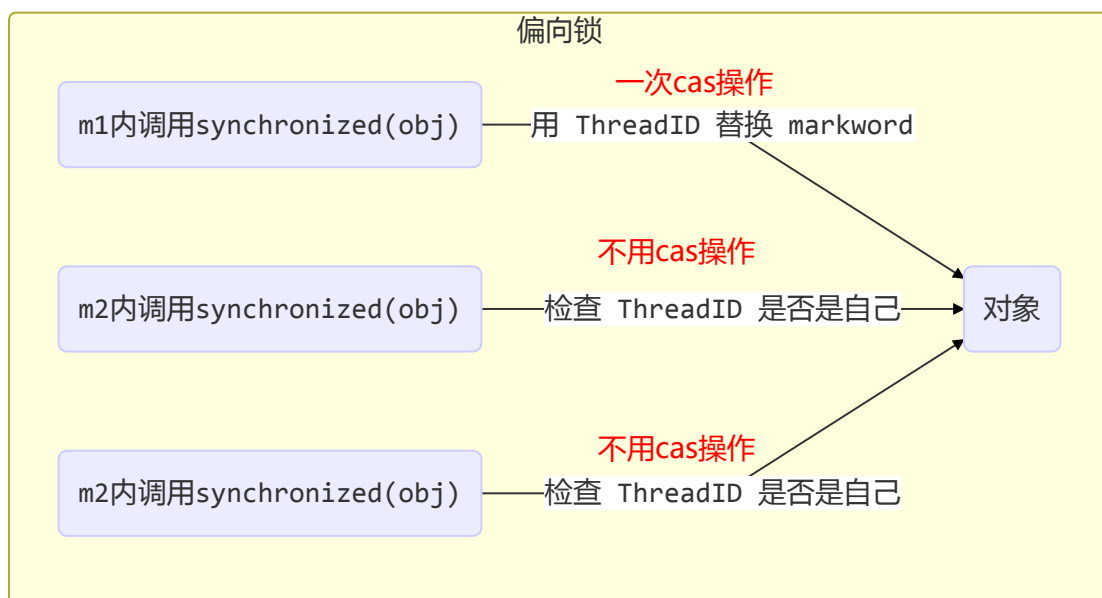 偏向锁
一次cas操作
m1内调用synchronized(obj)
用 ThreadID 替换 markword
不用cas操作
m2内调用synchronized(obj)
检查 ThreadID 是否是自己
对象
不用cas操作
m2内调用synchronized(obj)
检查 ThreadID 是否是自己